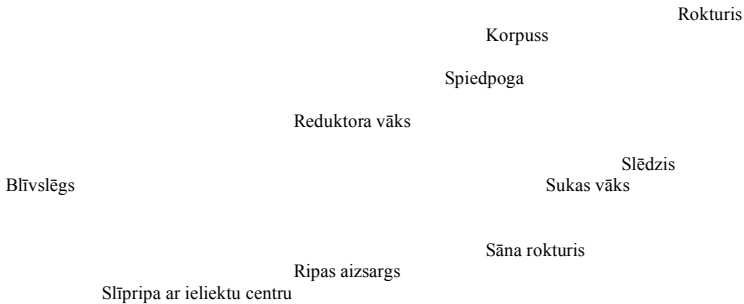 Rokturis
Korpuss
Spiedpoga
Reduktora vāks
Slēdzis
Blīvslēgs
Sukas vāks
Sāna rokturis
Ripas aizsargs
Slīpripa ar ieliektu centru